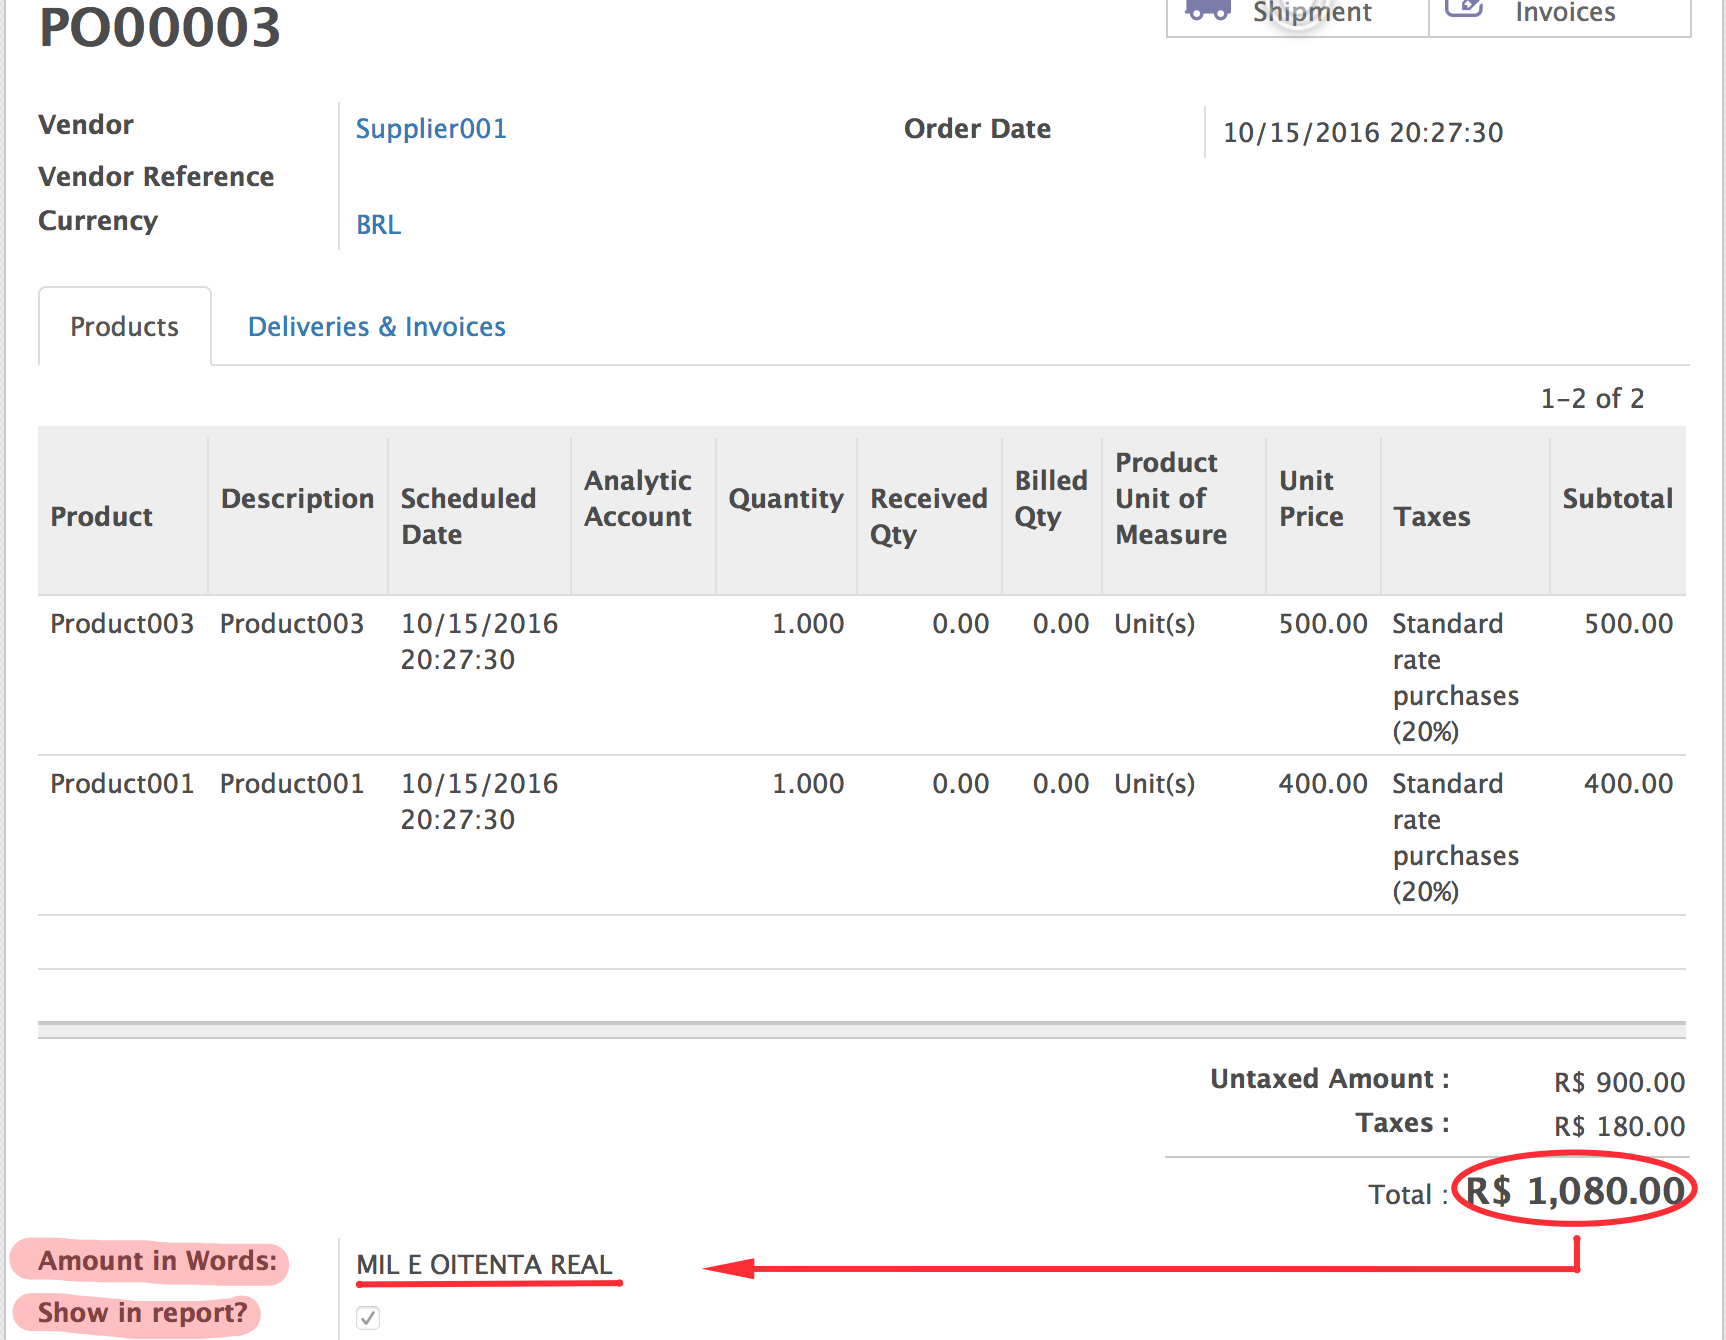 PO00003
Shipment
Invoices
Vendor
Supplier001
Order Date
10/15/2016 20:27:30
Vendor Reference
Currency
BRL
Products
Deliveries & Invoices
1-2 of 2
Product
Description
Scheduled
Date
Analytic
Account
Quantity
Received
Qty
Billed
Qty
Product
Unit of
Measure
Unit
Price
Taxes
Subtotal
Product003
Product003
10/15/2016
20:27:30
1.000
0.00
0.00
Unit(s)
500.00
Standard
rate
purchases
(20%)
500.00
Product001
Product001
10/15/2016
20:27:30
1.000
0.00
0.00
Unit(s)
400.00
Standard
rate
purchases
(20%)
400.00
Untaxed Amount : R$ 900.00
Taxes : R$ 180.00
Total : R$ 1,080.00
Amount in Words: MIL E OITENTA REAL
Show in report?